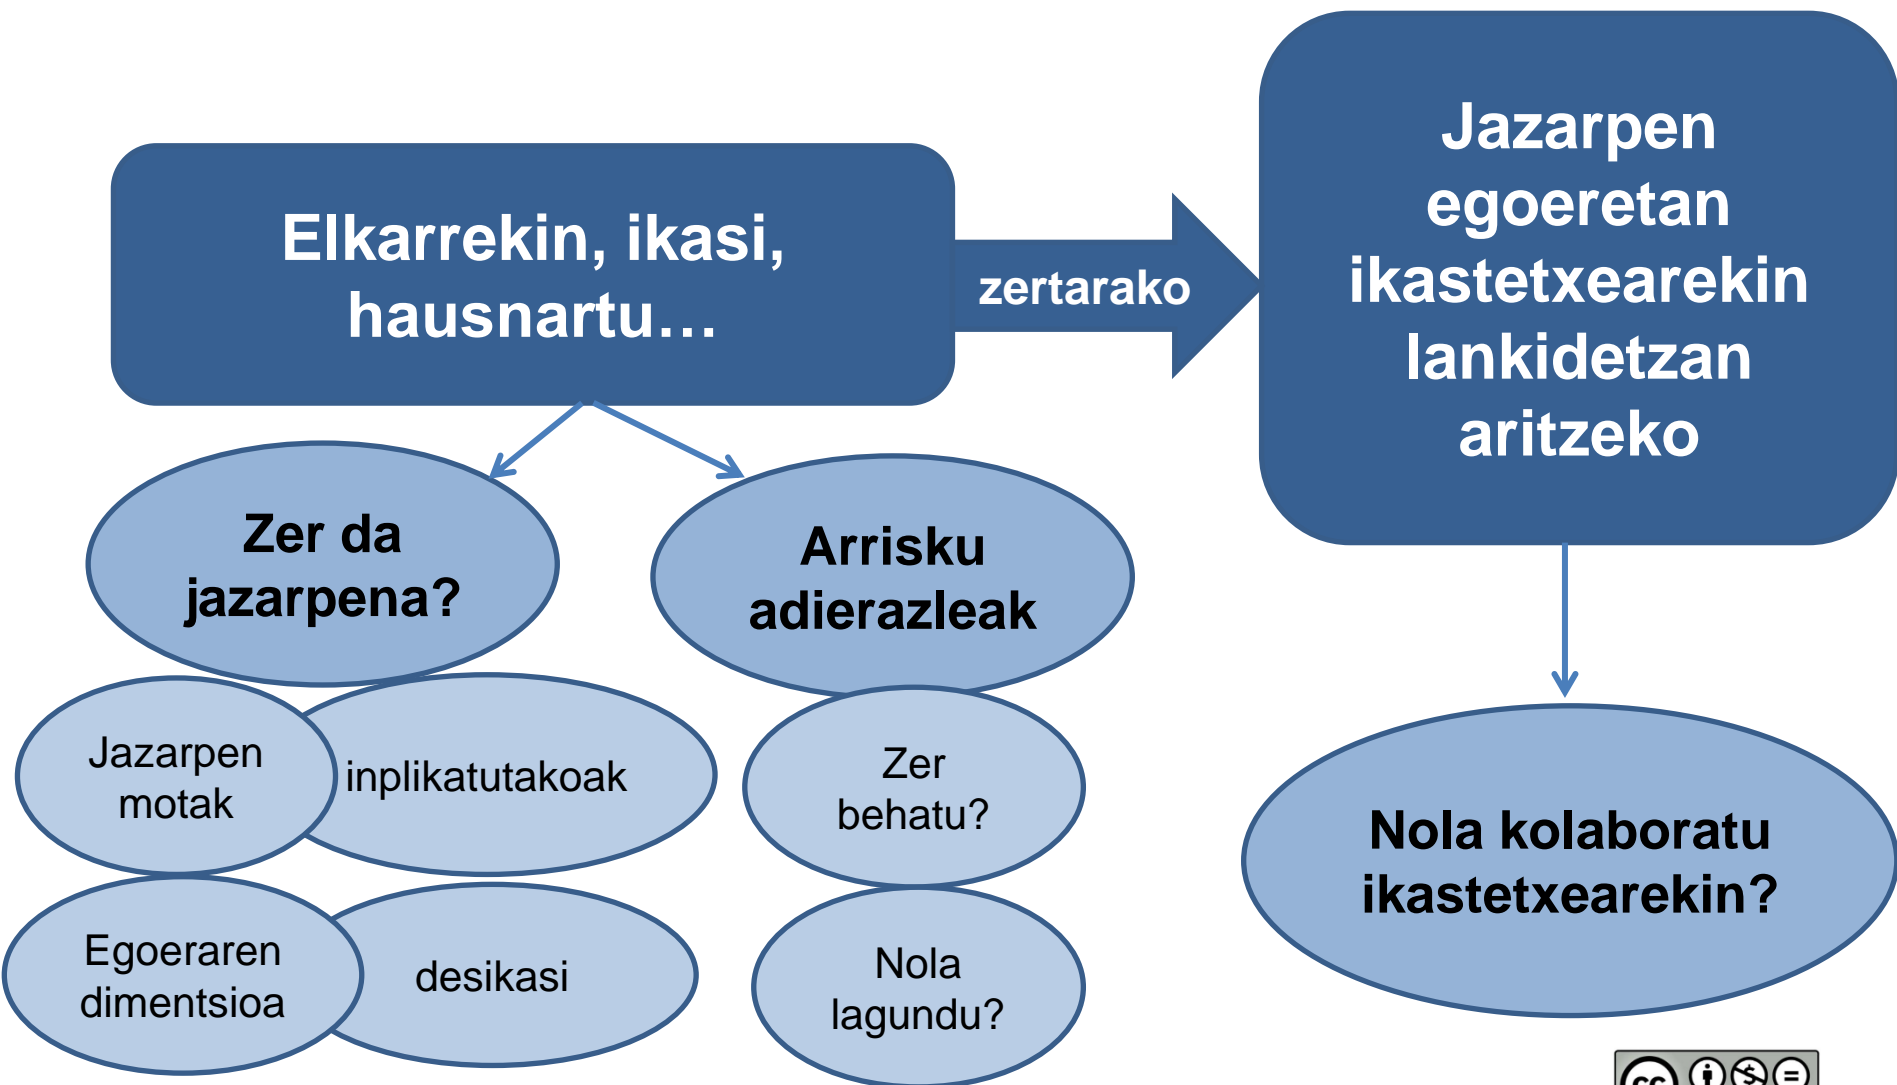 Elkarrekin, ikasi,
hausnartu…
zertarako
Jazarpen
egoeretan
ikastetxearekin
lankidetzan
aritzeko
Zer da
jazarpena?
Arrisku
adierazleak
Jazarpen
motak
inplikatutakoak
Zer
behatu?
Egoeraren
dimentsioa
desikasi
Nola
lagundu?
Nola kolaboratu
ikastetxearekin?
cc